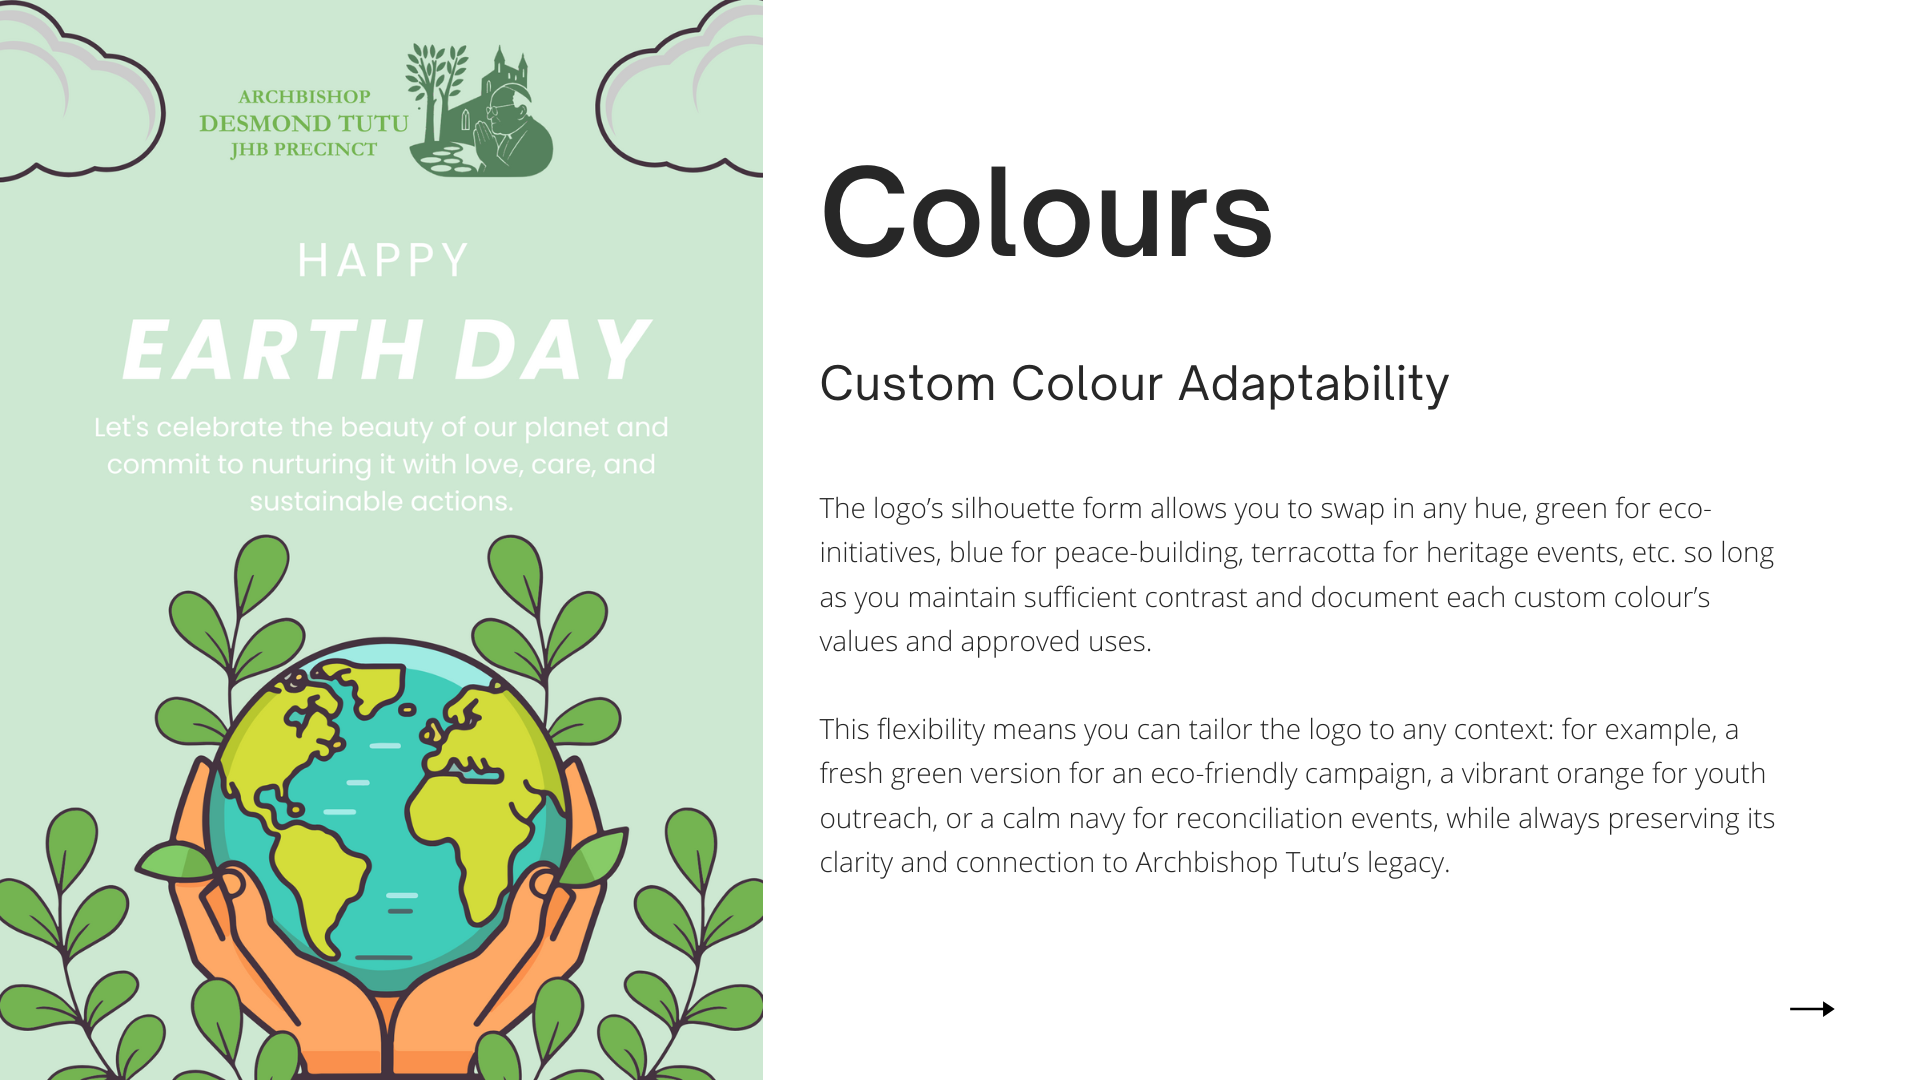 ARCHBISHOP
DESMOND TUTU
JHB PRECINCT
HAPPY
EARTH DAY
Let's celebrate the beauty of our planet and
commit to nurturing it with love, care, and
sustainable actions.
Colours
Custom Colour Adaptability
The logo’s silhouette form allows you to swap in any hue, green for eco-
initiatives, blue for peace-building, terracotta for heritage events, etc. so long
as you maintain sufficient contrast and document each custom colour’s
values and approved uses.
This flexibility means you can tailor the logo to any context: for example, a
fresh green version for an eco-friendly campaign, a vibrant orange for youth
outreach, or a calm navy for reconciliation events, while always preserving its
clarity and connection to Archbishop Tutu’s legacy.